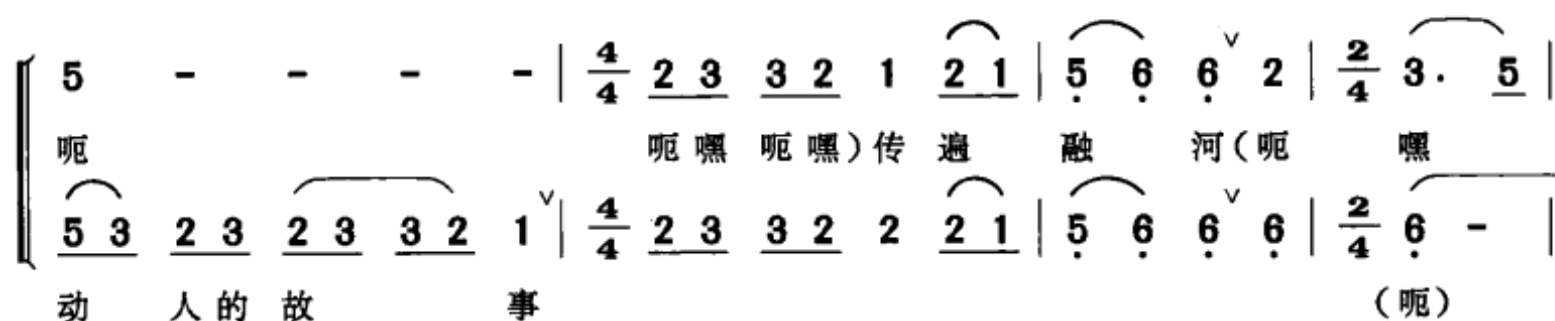 5 - - - - | 4/4 2 3 3 2 1 2 1 | 5 6 6 ∨ 2 | 2/4 3. 5 |
呃 呃嘿 呃嘿)传 遍 融 河(呃 嘿
5 3 2 3 2 3 3 2 1 ∨ | 4/4 2 3 3 2 2 2 1 | 5 6 6 ∨ 6 | 2/4 6 - |
动 人的故 事 (呃)